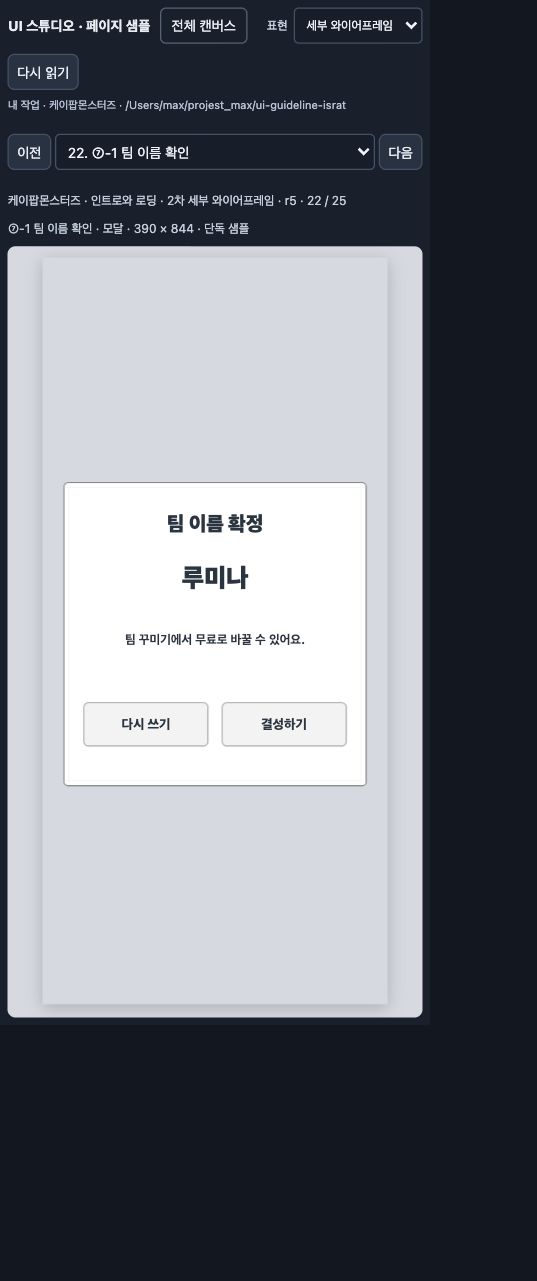 UI 스튜디오 · 페이지 샘플 전체 캔버스 표현 세부 와이어프레임
다시 읽기
내 작업 · 케이팝몬스터즈 · /Users/max/projest_max/ui-guideline-israt
이전 22. ⑦-1 팀 이름 확인 다음
케이팝몬스터즈 · 인트로와 로딩 · 2차 세부 와이어프레임 · r5 · 22 / 25
⑦-1 팀 이름 확인 · 모달 · 390 × 844 · 단독 샘플
팀 이름 확정
루미나
팀 꾸미기에서 무료로 바꿀 수 있어요.
다시 쓰기 결성하기